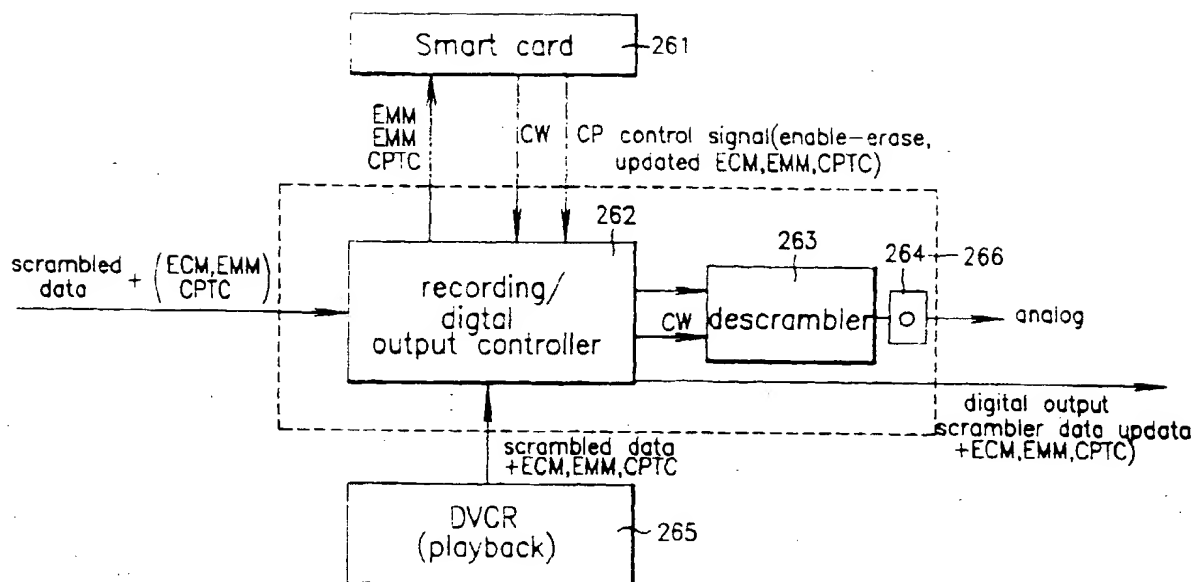 Smart card
261
EMM
EMM
CPTC
CW
CP control signal(enable-erase,
updated ECM,EMM,CPTC)
262
263
264
266
scrambled
data
+
(ECM,EMM
CPTC)
recording/
digtal
output controller
CW
descrambler
analog
digital output
scrambler data updata
+ECM,EMM,CPTC)
scrambled data
+ECM,EMM,CPTC
DVCR
(playback)
265